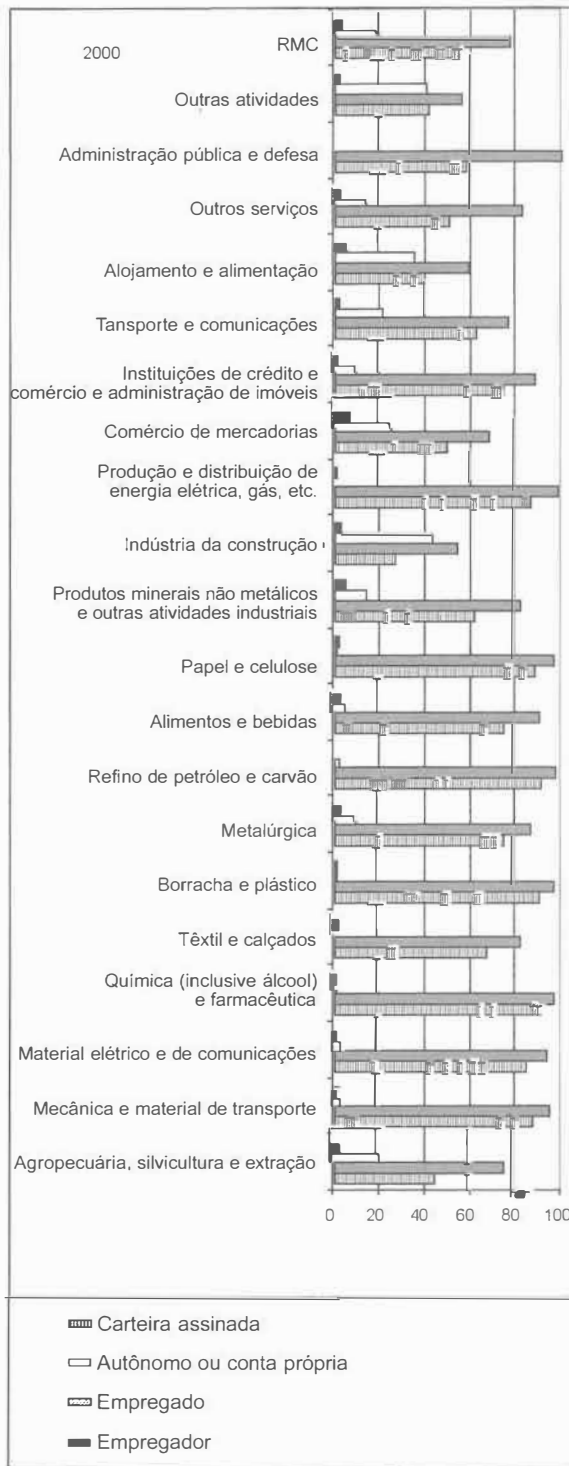 2000
RMC
Outras atividades
Administração pública e defesa
Outros serviços
Alojamento e alimentação
Tansporte e comunicações
Instituições de crédito e
comércio e administração de imóveis
Comércio de mercadorias
Produção e distribuição de
energia elétrica, gás, etc.
Indústria da construção
Produtos minerais não metálicos
e outras atividades industriais
Papel e celulose
Alimentos e bebidas
Refino de petróleo e carvão
Metalúrgica
Borracha e plástico
Têxtil e calçados
Química (inclusive álcool)
e farmacêutica
Material elétrico e de comunicações
Mecânica e material de transporte
Agropecuária, silvicultura e extração
0 20 40 60 80 100
Carteira assinada
Autônomo ou conta própria
Empregado
Empregador